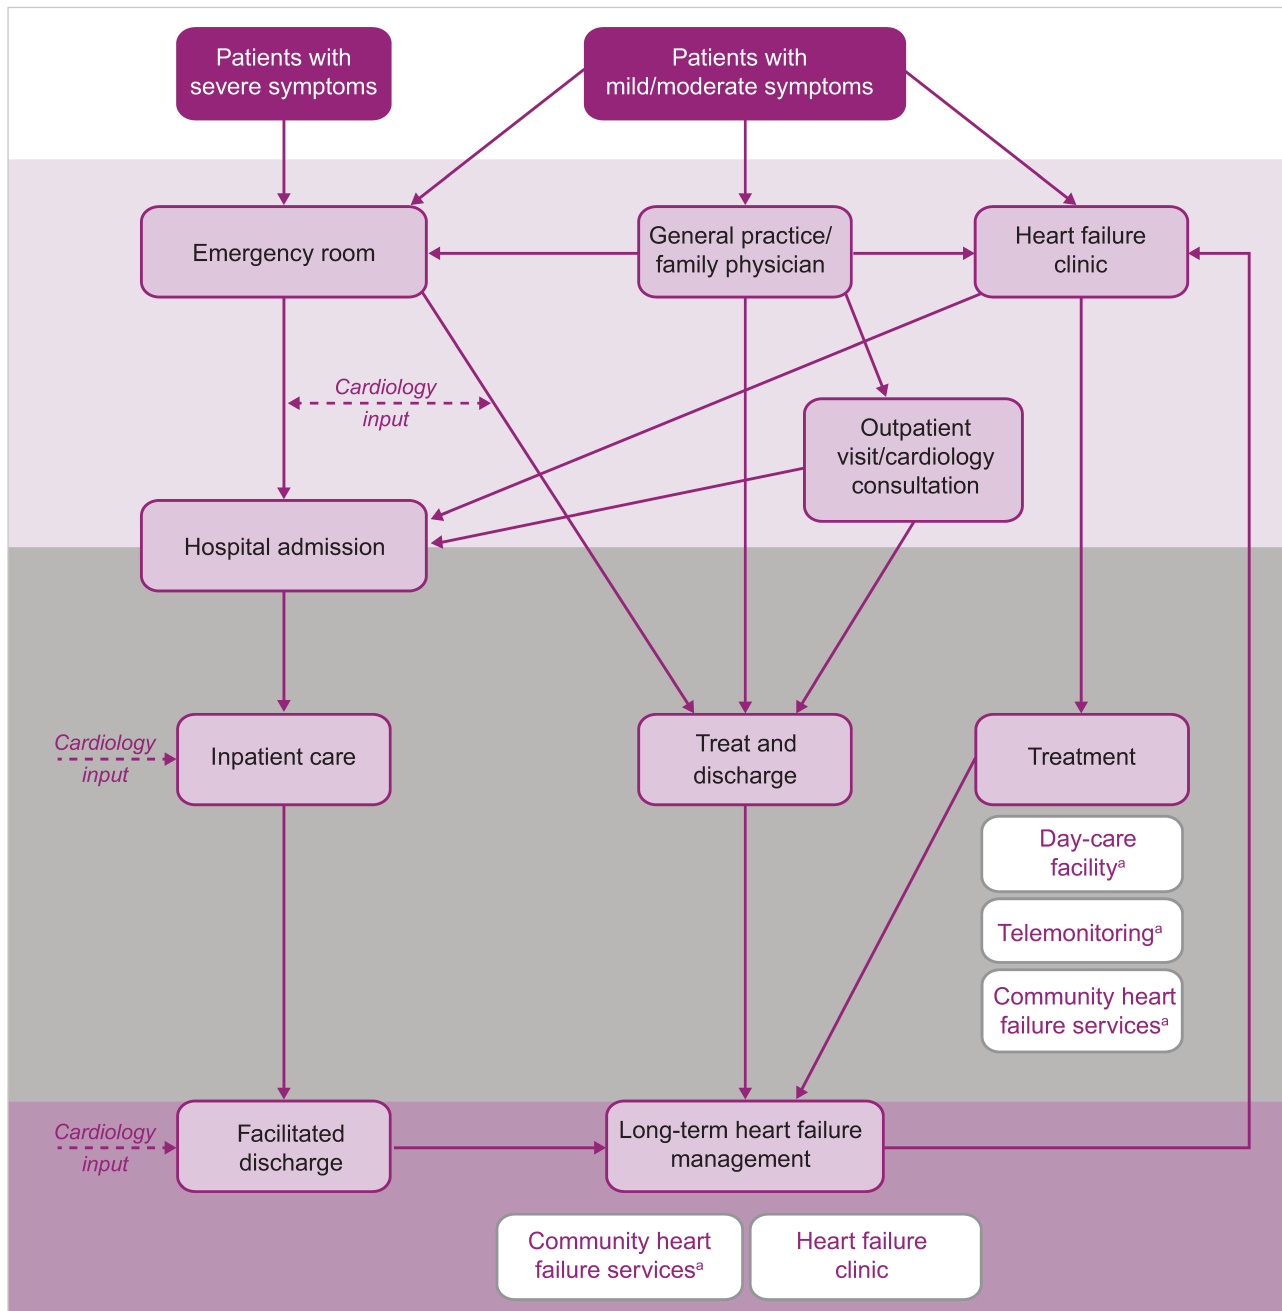 Patients with
severe symptoms
Patients with
mild/moderate symptoms
Emergency room
General practice/
family physician
Heart failure
clinic
Cardiology
input
Outpatient
visit/cardiology
consultation
Hospital admission
Cardiology
input
Inpatient care
Treat and
discharge
Treatment
Day-care
facilityᵃ
Telemonitoringᵃ
Community heart
failure servicesᵃ
Cardiology
input
Facilitated
discharge
Long-term heart failure
management
Community heart
failure servicesᵃ
Heart failure
clinic